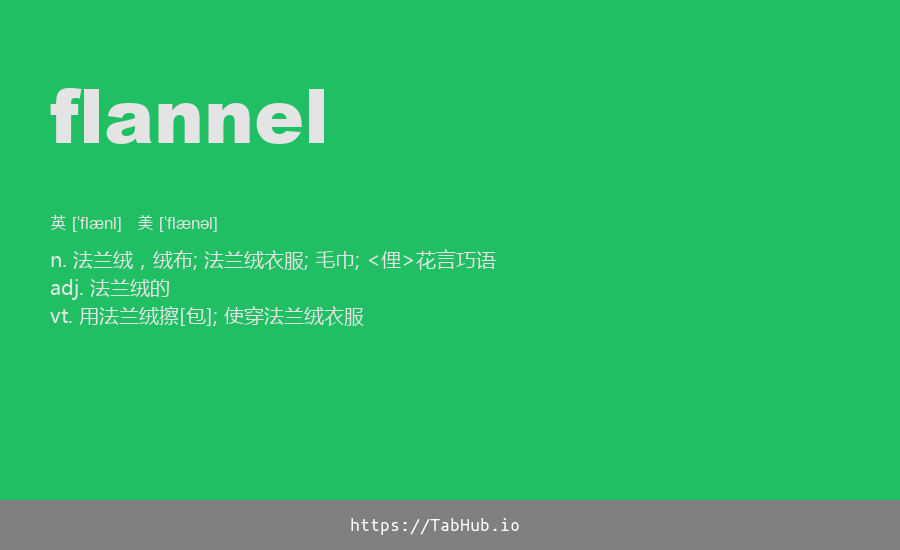 flannel
英 ['flænl] 美 ['flænəl]
n. 法兰绒，绒布; 法兰绒衣服; 毛巾; <俚>花言巧语
adj. 法兰绒的
vt. 用法兰绒擦[包]; 使穿法兰绒衣服
https://TabHub.io